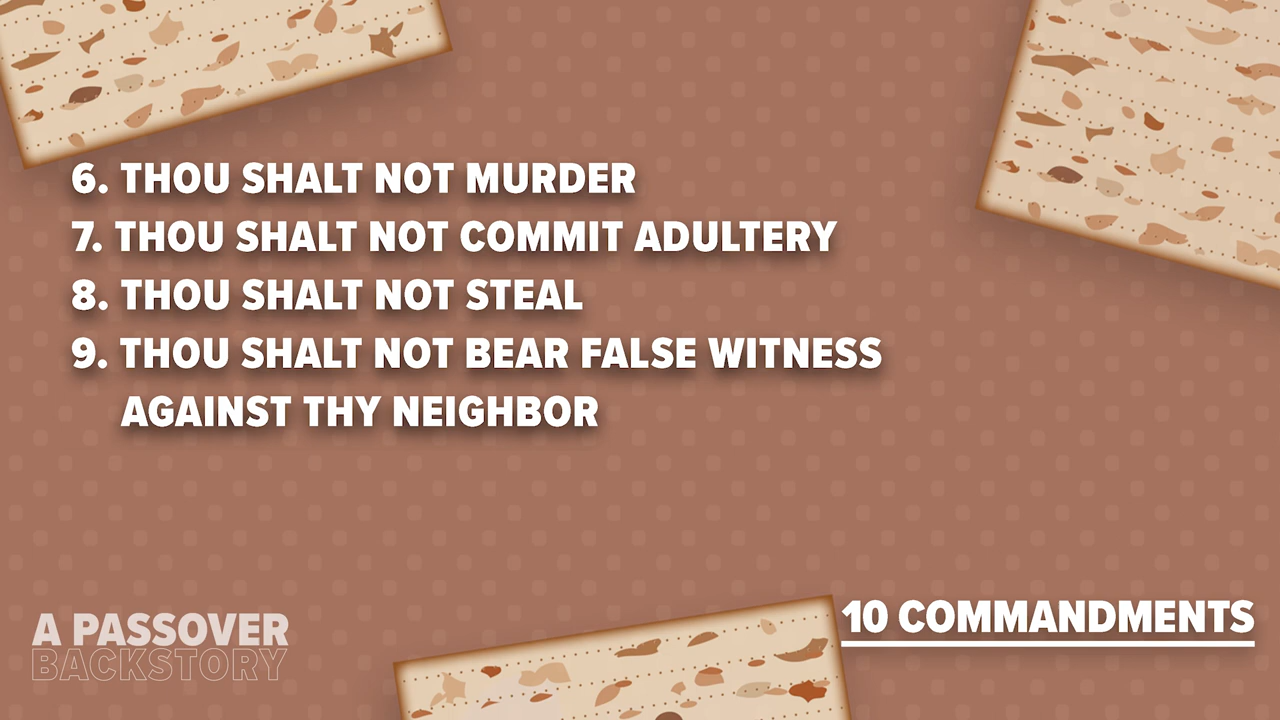 6. THOU SHALT NOT MURDER
7. THOU SHALT NOT COMMIT ADULTERY
8. THOU SHALT NOT STEAL
9. THOU SHALT NOT BEAR FALSE WITNESS
AGAINST THY NEIGHBOR
10 COMMANDMENTS
A PASSOVER
BACKSTORY